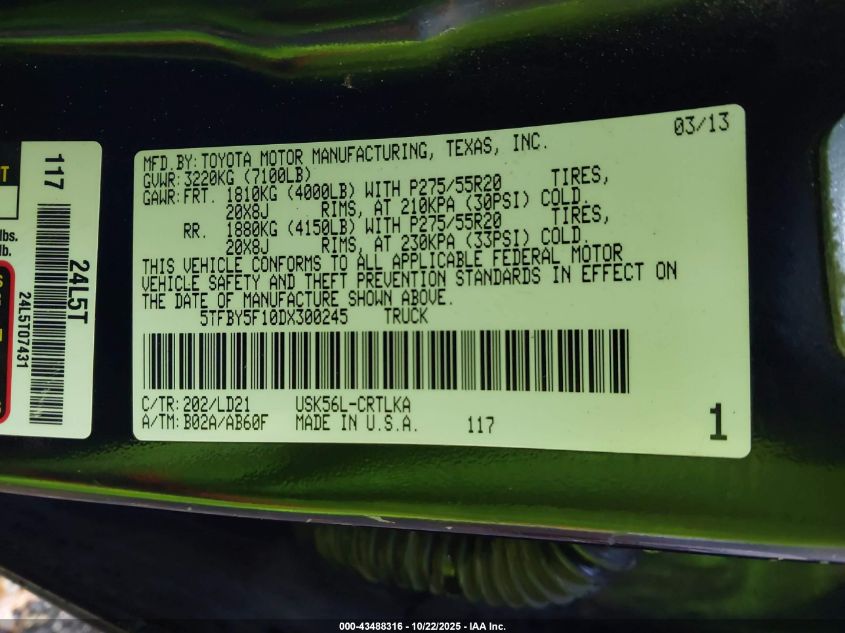 MFD.BY: TOYOTA MOTOR MANUFACTURING, TEXAS, INC. 03/13
GVWR: 3220KG (7100LB)
GAWR: FRT. 1810KG (4000LB) WITH P275/55R20 TIRES,
20X8J RIMS, AT 210KPA (30PSI) COLD.
RR. 1880KG (4150LB) WITH P275/55R20 TIRES,
20X8J RIMS, AT 230KPA (33PSI) COLD.
THIS VEHICLE CONFORMS TO ALL APPLICABLE FEDERAL MOTOR
VEHICLE SAFETY AND THEFT PREVENTION STANDARDS IN EFFECT ON
THE DATE OF MANUFACTURE SHOWN ABOVE.
5TFBY5F10DX300245 TRUCK
C/TR: 202/LD21 USK56L-CRTLKA
A/TM: B02A/AB60F MADE IN U.S.A. 117 1
117
24L5T
24L5T07431
lbs.
lb.
000-43488316 - 10/22/2025 - IAA Inc.